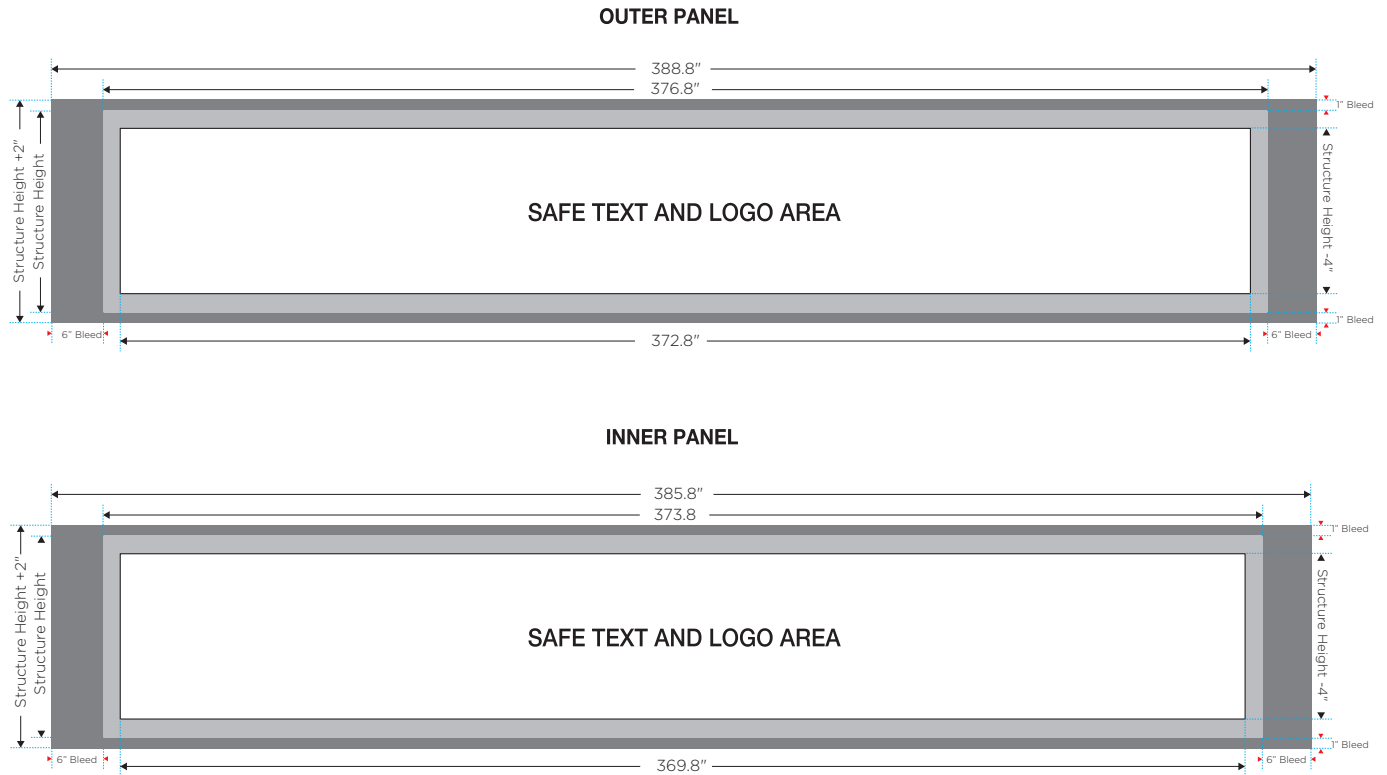 OUTER PANEL
388.8"
376.8"
1" Bleed
Structure Height +2"
Structure Height
SAFE TEXT AND LOGO AREA
Structure Height -4"
1" Bleed
6" Bleed
372.8"
6" Bleed
INNER PANEL
385.8"
373.8
1" Bleed
Structure Height +2"
Structure Height
SAFE TEXT AND LOGO AREA
Structure Height -4"
1" Bleed
6" Bleed
369.8"
6" Bleed